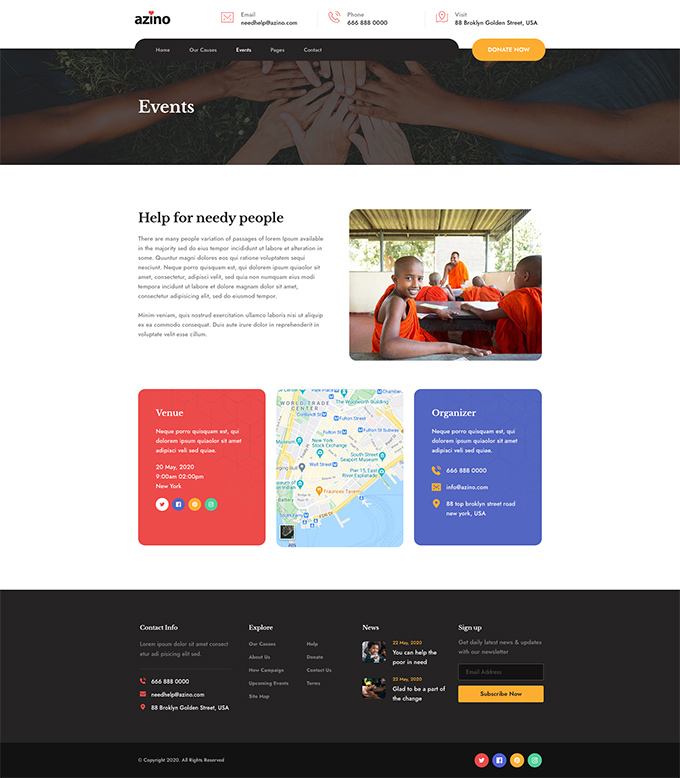 azino
Email
needhelp@azino.com
Phone
666 888 0000
Visit
88 Broklyn Golden Street, USA
Home
Our Causes
Events
Pages
Contact
DONATE NOW
Events
Help for needy people
There are many people variation of passages of lorem Ipsum available
in the majority sed do eius tempor incididunt ut labore et alteration in
some. Quuntur magni dolores eos qui ratione voluptatem sequi
nesciunt. Neque porro quisquam est, qui dolorem ipsum quiaolor sit
amet, consectetur, adipisci velit, sed quia non numquam eius modi
tempora incidunt ut labore et dolore magnam dolor sit amet,
consectetur adipisicing elit, sed do eiusmod tempor.
Minim veniam, quis nostrud exercitation ullamco laboris nisi ut aliquip
ex ea commodo consequat. Duis aute irure dolor in reprehenderit in
voluptate velit esse cillum.
Venue
Neque porro quisquam est, qui
dolorem ipsum quiaolor sit amet
adipisci veli sed quiae.
20 May, 2020
9:00am 02:00pm
New York
The Woolworth Building
WORLD TRADE
CENTER
Fulton Street
Fulton St Subway
New York
Stock Exchange
South Street
Seaport Museum
Wall Street
Pier 15, East
River Esplanade
Fraunces Tavern
Organizer
Neque porro quisquam est, qui
dolorem ipsum quiaolor sit amet
adipisci veli sed quiae.
666 888 0000
info@azino.com
88 top broklyn street road
new york, USA
Contact Info
Lorem ipsum dolor sit amet consect
etur adi pisicing elit sed.
666 888 0000
needhelp@azino.com
88 Broklyn Golden Street, USA
Explore
Our Causes
About Us
New Campaign
Upcoming Events
Site Map
Help
Donate
Contact Us
Terms
News
22 May, 2020
You can help the
poor in need
22 May, 2020
Glad to be a part of
the change
Sign up
Get daily latest news & updates
with our newsletter
Email Address
Subscribe Now
© Copyright 2020. All Rights Reserved